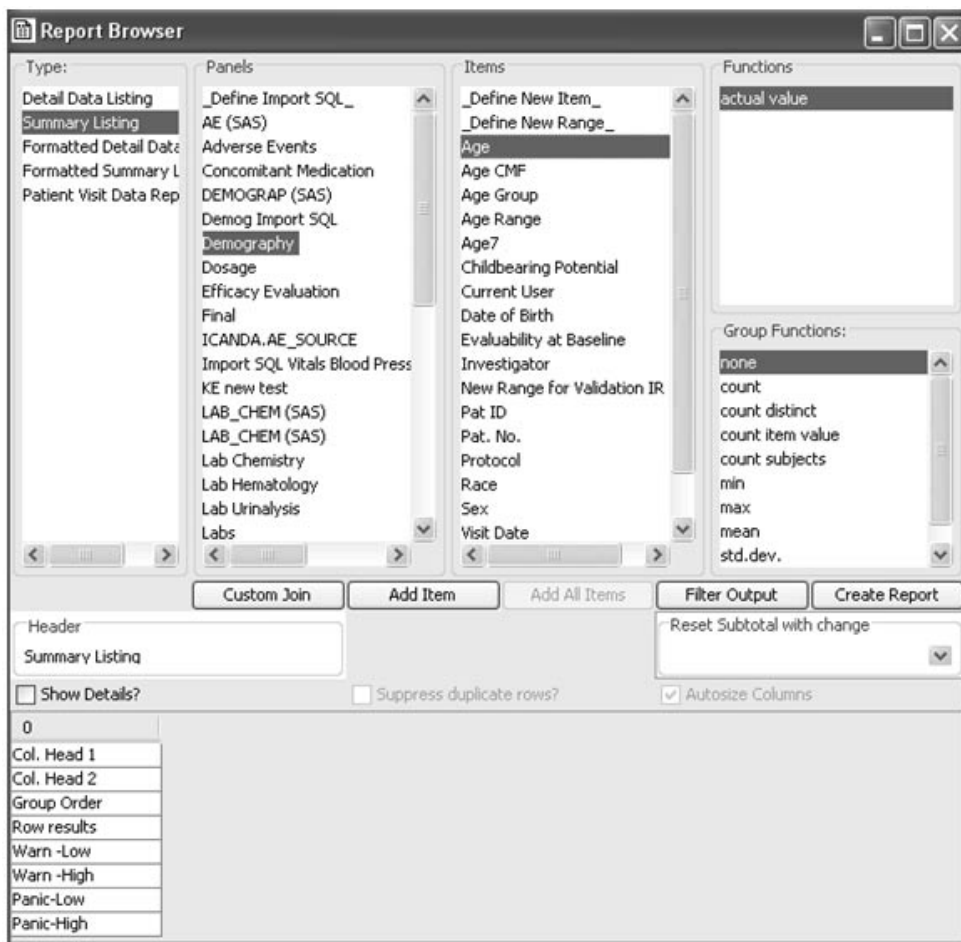 Report Browser
Type:
Detail Data Listing
Summary Listing
Formatted Detail Data
Formatted Summary L
Patient Visit Data Rep
Panels
_Define Import SQL_
AE (SAS)
Adverse Events
Concomitant Medication
DEMOGRAP (SAS)
Demog Import SQL
Demography
Dosage
Efficacy Evaluation
Final
ICANDA.AE_SOURCE
Import SQL Vitals Blood Press
KE new test
LAB_CHEM (SAS)
LAB_CHEM (SAS)
Lab Chemistry
Lab Hematology
Lab Urinalysis
Labs
Items
_Define New Item_
_Define New Range_
Age
Age CMF
Age Group
Age Range
Age7
Childbearing Potential
Current User
Date of Birth
Evaluability at Baseline
Investigator
New Range for Validation IR
Pat ID
Pat. No.
Protocol
Race
Sex
Visit Date
Functions
actual value
Group Functions:
none
count
count distinct
count item value
count subjects
min
max
mean
std.dev.
Custom Join
Add Item
Add All Items
Filter Output
Create Report
Header
Summary Listing
Reset Subtotal with change
Show Details?
Suppress duplicate rows?
Autosize Columns
0
Col. Head 1
Col. Head 2
Group Order
Row results
Warn -Low
Warn -High
Panic-Low
Panic-High